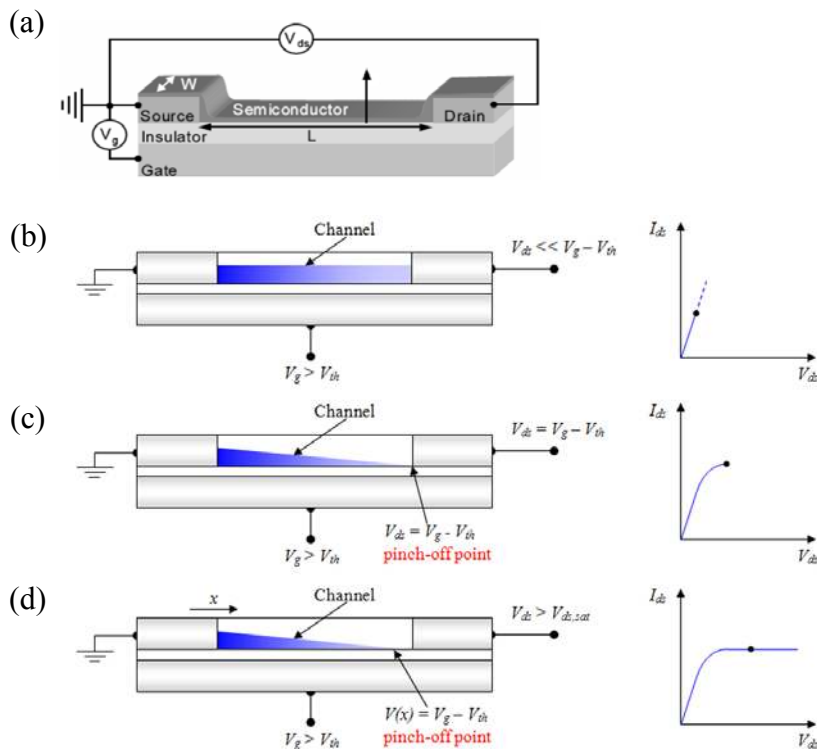 (a)
V_ds
W
Source
Semiconductor
Drain
V_g
Insulator
L
Gate
(b)
Channel
V_ds << V_g – V_th
I_ds
V_g > V_th
V_ds
(c)
Channel
V_ds = V_g – V_th
I_ds
V_ds = V_g - V_th
V_g > V_th
pinch-off point
V_ds
(d)
x
Channel
V_ds > V_ds,sat
I_ds
V(x) = V_g – V_th
V_g > V_th
pinch-off point
V_ds